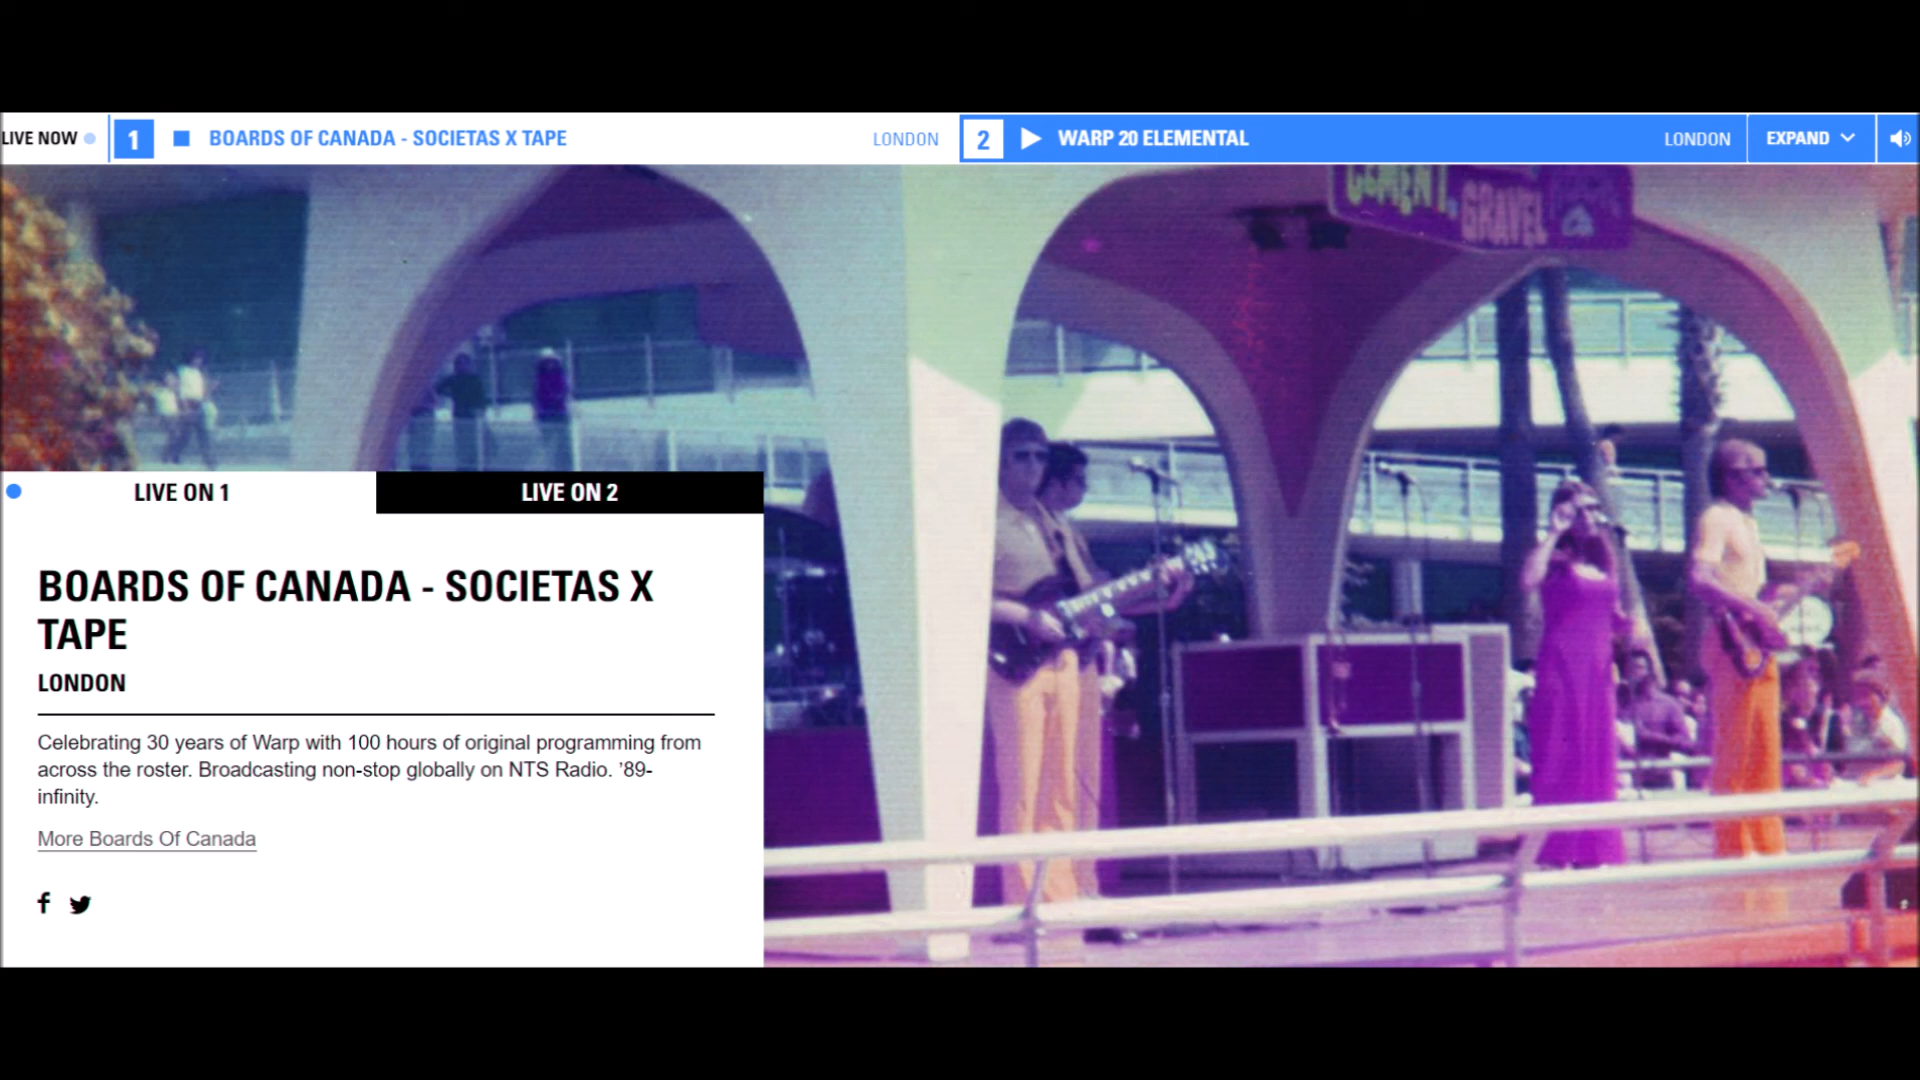 LIVE NOW
1
BOARDS OF CANADA - SOCIETAS X TAPE
LONDON
2
WARP 20 ELEMENTAL
LONDON
EXPAND
CEMENT
GRAVEL
LIVE ON 1
LIVE ON 2
BOARDS OF CANADA - SOCIETAS X
TAPE
LONDON
Celebrating 30 years of Warp with 100 hours of original programming from
across the roster. Broadcasting non-stop globally on NTS Radio. ’89-
infinity.
More Boards Of Canada